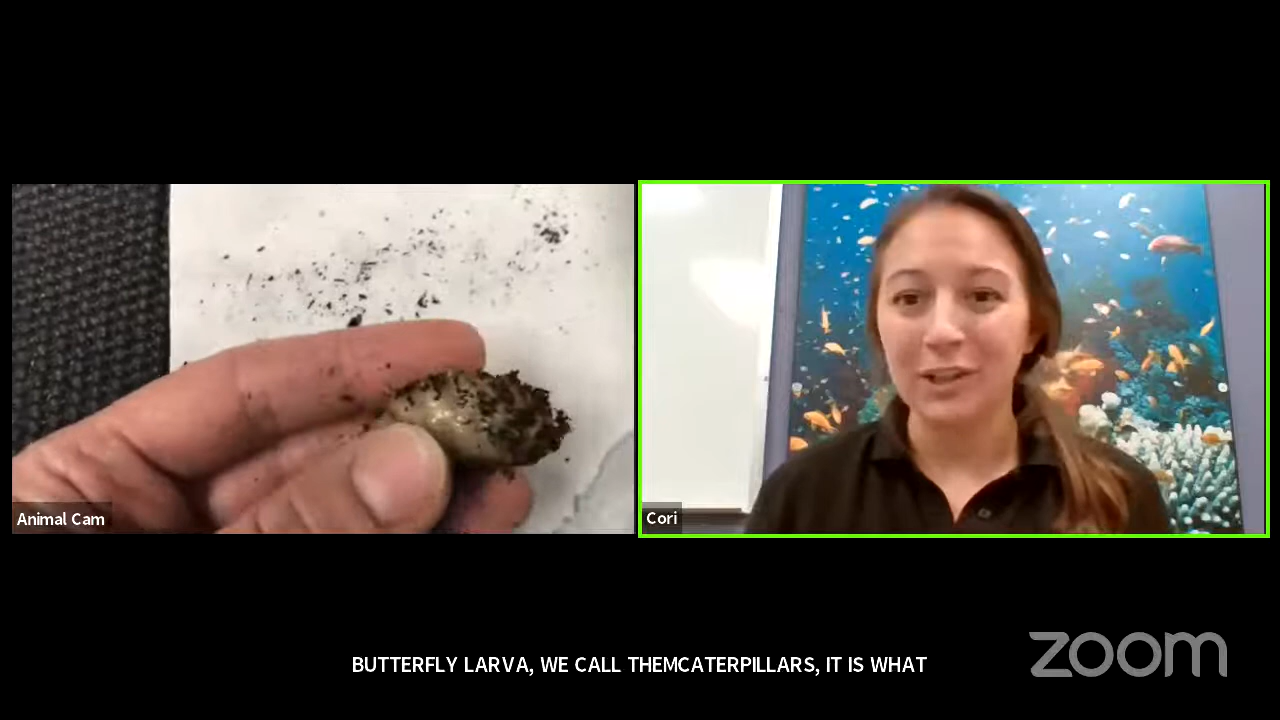 Animal Cam
Cori
BUTTERFLY LARVA, WE CALL THEMCATERPILLARS, IT IS WHAT
zoom